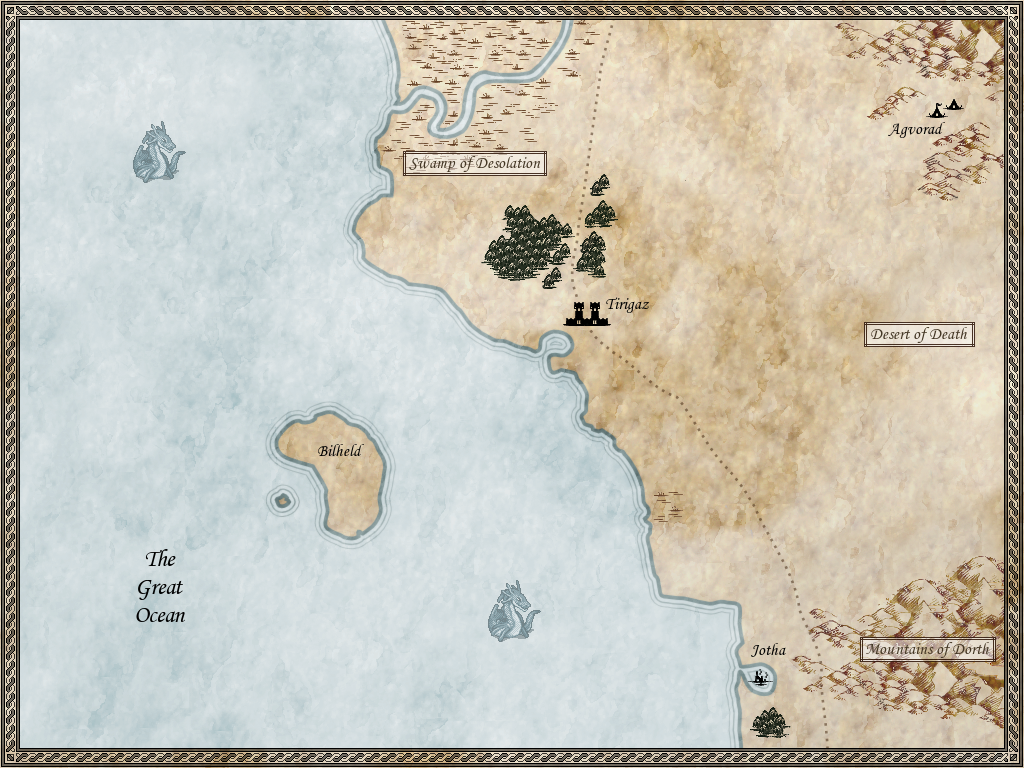 Agvorad
Swamp of Desolation
Tirigaz
Desert of Death
Bilheld
The
Great
Ocean
Jotha
Mountains of Dorth